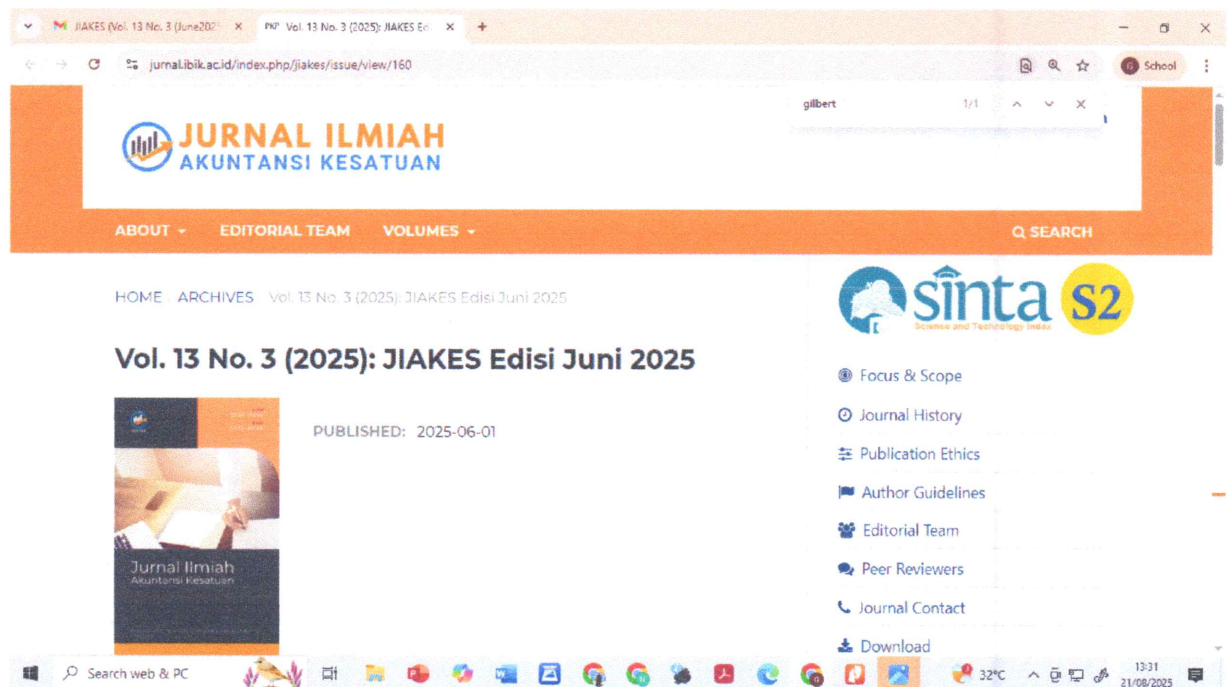 JIAKES (Vol. 13 No. 3 (June202
PKP Vol. 13 No. 3 (2025): JIAKES Ed
jurnal.ibik.ac.id/index.php/jiakes/issue/view/160
School
gilbert 1/1
JURNAL ILMIAH
AKUNTANSI KESATUAN
ABOUT
EDITORIAL TEAM
VOLUMES
SEARCH
HOME ARCHIVES Vol. 13 No. 3 (2025): JIAKES Edisi Juni 2025
sinta S2
Science and Technology Index
Vol. 13 No. 3 (2025): JIAKES Edisi Juni 2025
PUBLISHED: 2025-06-01
Jurnal Ilmiah
Akuntansi Kesatuan
Focus & Scope
Journal History
Publication Ethics
Author Guidelines
Editorial Team
Peer Reviewers
Journal Contact
Download
Search web & PC
32°C
13:31
21/08/2025